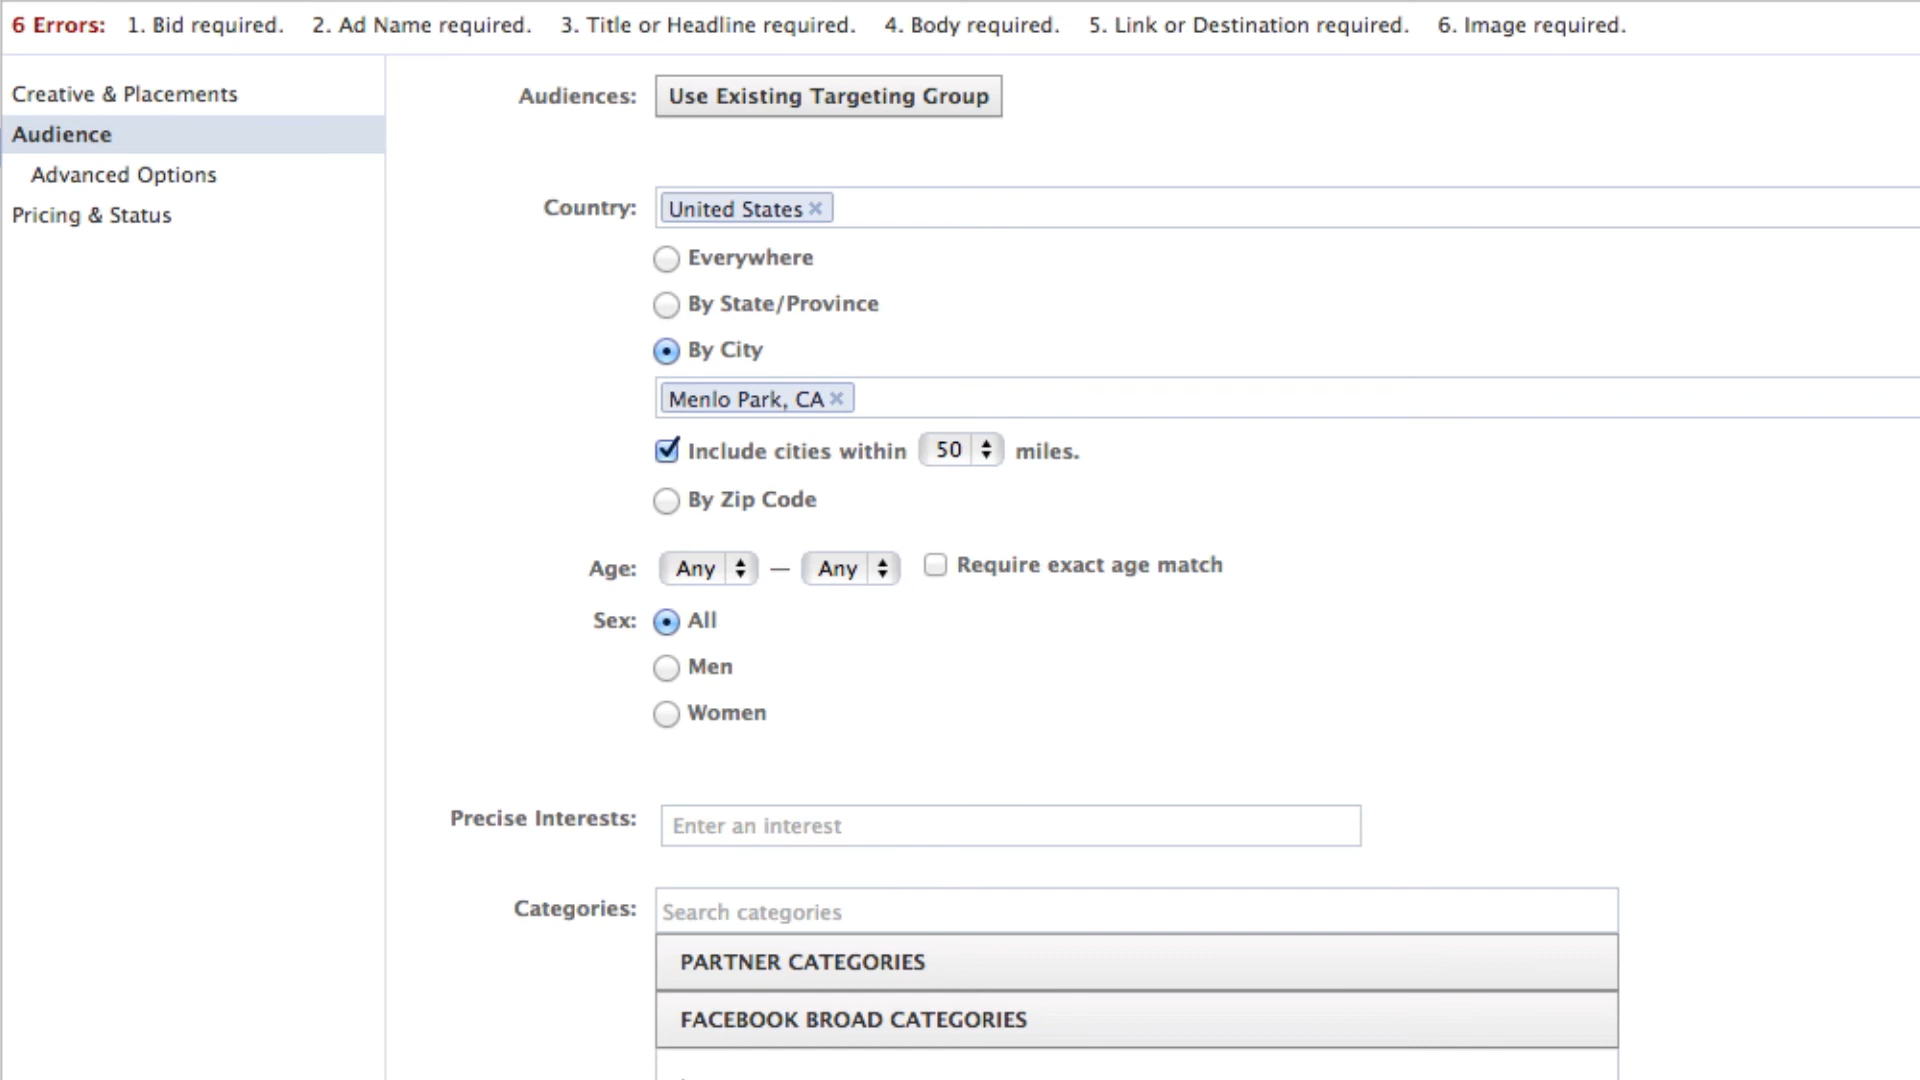 6 Errors: 1. Bid required. 2. Ad Name required. 3. Title or Headline required. 4. Body required. 5. Link or Destination required. 6. Image required.
Creative & Placements
Audience
Advanced Options
Pricing & Status
Audiences: Use Existing Targeting Group
Country: United States ×
Everywhere
By State/Province
By City
Menlo Park, CA ×
Include cities within 50 miles.
By Zip Code
Age: Any — Any Require exact age match
Sex: All
Men
Women
Precise Interests: Enter an interest
Categories: Search categories
PARTNER CATEGORIES
FACEBOOK BROAD CATEGORIES